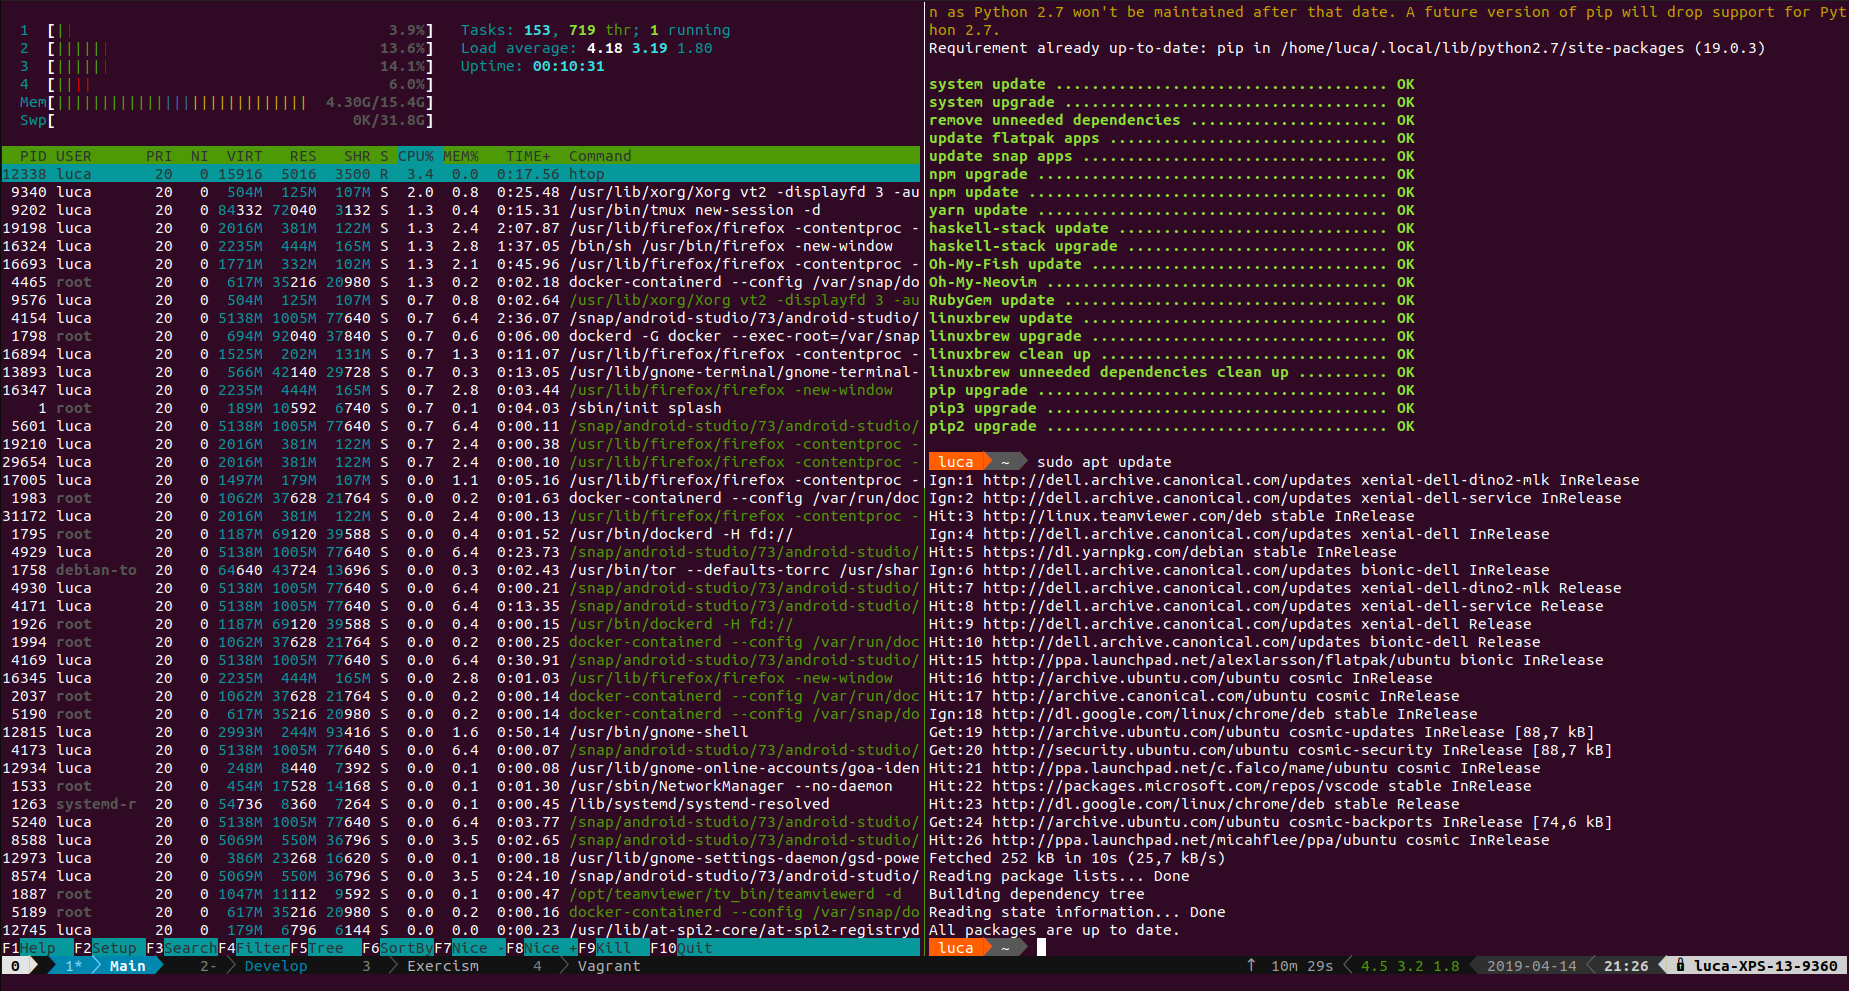 1 [|| 3.9%] Tasks: 153, 719 thr; 1 running
2 [|||||| 13.6%] Load average: 4.18 3.19 1.80
3 [|||||| 14.1%] Uptime: 00:10:31
4 [|||| 6.0%]
Mem[|||||||||||||||||||||||||||| 4.30G/15.4G]
Swp[ 0K/31.8G]
PID USER PRI NI VIRT RES SHR S CPU% MEM% TIME+ Command
12338 luca 20 0 15916 5016 3500 R 3.4 0.0 0:17.56 htop
9340 luca 20 0 504M 125M 107M S 2.0 0.8 0:25.48 /usr/lib/xorg/Xorg vt2 -displayfd 3 -au
9202 luca 20 0 84332 72040 3132 S 1.3 0.4 0:15.31 /usr/bin/tmux new-session -d
19198 luca 20 0 2016M 381M 122M S 1.3 2.4 2:07.87 /usr/lib/firefox/firefox -contentproc -
16324 luca 20 0 2235M 444M 165M S 1.3 2.8 1:37.05 /bin/sh /usr/bin/firefox -new-window
16693 luca 20 0 1771M 332M 102M S 1.3 2.1 0:45.96 /usr/lib/firefox/firefox -contentproc -
4465 root 20 0 617M 35216 20980 S 1.3 0.2 0:02.18 docker-containerd --config /var/snap/do
9576 luca 20 0 504M 125M 107M S 0.7 0.8 0:02.64 /usr/lib/xorg/Xorg vt2 -displayfd 3 -au
4154 luca 20 0 5138M 1005M 77640 S 0.7 6.4 2:36.07 /snap/android-studio/73/android-studio/
1798 root 20 0 694M 92040 37840 S 0.7 0.6 0:06.00 dockerd -G docker --exec-root=/var/snap
16894 luca 20 0 1525M 202M 131M S 0.7 1.3 0:11.07 /usr/lib/firefox/firefox -contentproc -
13893 luca 20 0 566M 42140 29728 S 0.7 0.3 0:13.05 /usr/lib/gnome-terminal/gnome-terminal-
16347 luca 20 0 2235M 444M 165M S 0.7 2.8 0:03.44 /usr/lib/firefox/firefox -new-window
1 root 20 0 189M 10592 6740 S 0.7 0.1 0:04.03 /sbin/init splash
5601 luca 20 0 5138M 1005M 77640 S 0.7 6.4 0:00.11 /snap/android-studio/73/android-studio/
19210 luca 20 0 2016M 381M 122M S 0.7 2.4 0:00.38 /usr/lib/firefox/firefox -contentproc -
29654 luca 20 0 2016M 381M 122M S 0.7 2.4 0:00.10 /usr/lib/firefox/firefox -contentproc -
17005 luca 20 0 1497M 179M 107M S 0.0 1.1 0:05.16 /usr/lib/firefox/firefox -contentproc -
1983 root 20 0 1062M 37628 21764 S 0.0 0.2 0:01.63 docker-containerd --config /var/run/doc
31172 luca 20 0 2016M 381M 122M S 0.0 2.4 0:00.13 /usr/lib/firefox/firefox -contentproc -
1795 root 20 0 1187M 69120 39588 S 0.0 0.4 0:01.52 /usr/bin/dockerd -H fd://
4929 luca 20 0 5138M 1005M 77640 S 0.0 6.4 0:23.73 /snap/android-studio/73/android-studio/
1758 debian-to 20 0 64640 43724 13696 S 0.0 0.3 0:02.43 /usr/bin/tor --defaults-torrc /usr/shar
4930 luca 20 0 5138M 1005M 77640 S 0.0 6.4 0:00.21 /snap/android-studio/73/android-studio/
4171 luca 20 0 5138M 1005M 77640 S 0.0 6.4 0:13.35 /snap/android-studio/73/android-studio/
1926 root 20 0 1187M 69120 39588 S 0.0 0.4 0:00.15 /usr/bin/dockerd -H fd://
1994 root 20 0 1062M 37628 21764 S 0.0 0.2 0:00.25 docker-containerd --config /var/run/doc
4169 luca 20 0 5138M 1005M 77640 S 0.0 6.4 0:30.91 /snap/android-studio/73/android-studio/
16345 luca 20 0 2235M 444M 165M S 0.0 2.8 0:01.03 /usr/lib/firefox/firefox -new-window
2037 root 20 0 1062M 37628 21764 S 0.0 0.2 0:00.14 docker-containerd --config /var/run/doc
5190 root 20 0 617M 35216 20980 S 0.0 0.2 0:00.14 docker-containerd --config /var/snap/do
12815 luca 20 0 2993M 244M 93416 S 0.0 1.6 0:50.14 /usr/bin/gnome-shell
4173 luca 20 0 5138M 1005M 77640 S 0.0 6.4 0:00.07 /snap/android-studio/73/android-studio/
12934 luca 20 0 248M 8440 7392 S 0.0 0.1 0:00.08 /usr/lib/gnome-online-accounts/goa-iden
1533 root 20 0 454M 17528 14168 S 0.0 0.1 0:01.30 /usr/sbin/NetworkManager --no-daemon
1263 systemd-r 20 0 54736 8360 7264 S 0.0 0.1 0:00.45 /lib/systemd/systemd-resolved
5240 luca 20 0 5138M 1005M 77640 S 0.0 6.4 0:03.77 /snap/android-studio/73/android-studio/
8588 luca 20 0 5069M 550M 36796 S 0.0 3.5 0:02.65 /snap/android-studio/73/android-studio/
12973 luca 20 0 386M 23268 16620 S 0.0 0.1 0:00.18 /usr/lib/gnome-settings-daemon/gsd-powe
8574 luca 20 0 5069M 550M 36796 S 0.0 3.5 0:24.10 /snap/android-studio/73/android-studio/
1887 root 20 0 1047M 11112 9592 S 0.0 0.1 0:00.47 /opt/teamviewer/tv_bin/teamviewerd -d
5189 root 20 0 617M 35216 20980 S 0.0 0.2 0:00.16 docker-containerd --config /var/snap/do
12745 luca 20 0 179M 6796 6144 S 0.0 0.0 0:00.23 /usr/lib/at-spi2-core/at-spi2-registryd
F1Help F2Setup F3SearchF4FilterF5Tree F6SortByF7Nice -F8Nice +F9Kill F10Quit
n as Python 2.7 won't be maintained after that date. A future version of pip will drop support for Pyt
hon 2.7.
Requirement already up-to-date: pip in /home/luca/.local/lib/python2.7/site-packages (19.0.3)
system update ..................................... OK
system upgrade .................................... OK
remove unneeded dependencies ...................... OK
update flatpak apps ............................... OK
update snap apps .................................. OK
npm upgrade ....................................... OK
npm update ........................................ OK
yarn update ....................................... OK
haskell-stack update .............................. OK
haskell-stack upgrade ............................. OK
Oh-My-Fish update ................................. OK
Oh-My-Neovim ...................................... OK
RubyGem update .................................... OK
linuxbrew update .................................. OK
linuxbrew upgrade ................................. OK
linuxbrew clean up ................................ OK
linuxbrew unneeded dependencies clean up .......... OK
pip upgrade ....................................... OK
pip3 upgrade ...................................... OK
pip2 upgrade ...................................... OK
luca ~ sudo apt update
Ign:1 http://dell.archive.canonical.com/updates xenial-dell-dino2-mlk InRelease
Ign:2 http://dell.archive.canonical.com/updates xenial-dell-service InRelease
Hit:3 http://linux.teamviewer.com/deb stable InRelease
Ign:4 http://dell.archive.canonical.com/updates xenial-dell InRelease
Hit:5 https://dl.yarnpkg.com/debian stable InRelease
Ign:6 http://dell.archive.canonical.com/updates bionic-dell InRelease
Hit:7 http://dell.archive.canonical.com/updates xenial-dell-dino2-mlk Release
Hit:8 http://dell.archive.canonical.com/updates xenial-dell-service Release
Hit:9 http://dell.archive.canonical.com/updates xenial-dell Release
Hit:10 http://dell.archive.canonical.com/updates bionic-dell Release
Hit:15 http://ppa.launchpad.net/alexlarsson/flatpak/ubuntu bionic InRelease
Hit:16 http://archive.ubuntu.com/ubuntu cosmic InRelease
Hit:17 http://archive.canonical.com/ubuntu cosmic InRelease
Ign:18 http://dl.google.com/linux/chrome/deb stable InRelease
Get:19 http://archive.ubuntu.com/ubuntu cosmic-updates InRelease [88,7 kB]
Get:20 http://security.ubuntu.com/ubuntu cosmic-security InRelease [88,7 kB]
Hit:21 http://ppa.launchpad.net/c.falco/mame/ubuntu cosmic InRelease
Hit:22 https://packages.microsoft.com/repos/vscode stable InRelease
Hit:23 http://dl.google.com/linux/chrome/deb stable Release
Get:24 http://archive.ubuntu.com/ubuntu cosmic-backports InRelease [74,6 kB]
Hit:26 http://ppa.launchpad.net/micahflee/ppa/ubuntu cosmic InRelease
Fetched 252 kB in 10s (25,7 kB/s)
Reading package lists... Done
Building dependency tree
Reading state information... Done
All packages are up to date.
luca ~
0 1* Main 2- Develop 3 Exercism 4 Vagrant ↑ 10m 29s 4.5 3.2 1.8 2019-04-14 21:26 luca-XPS-13-9360